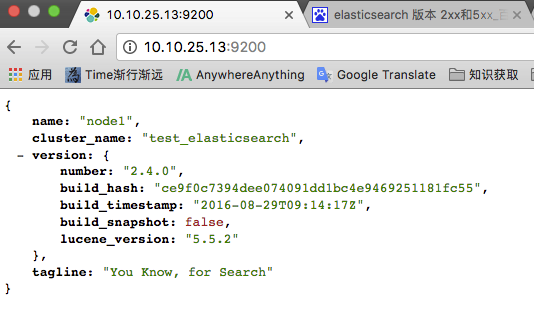 10.10.25.13:9200
elasticsearch 版本 2xx和5xx_
10.10.25.13:9200
应用 Time渐行渐远 AnywhereAnything Google Translate 知识获取
{
name: "node1",
cluster_name: "test_elasticsearch",
– version: {
number: "2.4.0",
build_hash: "ce9f0c7394dee074091dd1bc4e9469251181fc55",
build_timestamp: "2016-08-29T09:14:17Z",
build_snapshot: false,
lucene_version: "5.5.2"
},
tagline: "You Know, for Search"
}